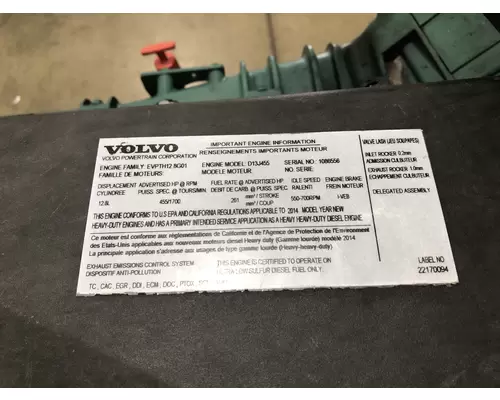 VOLVO
VOLVO POWERTRAIN CORPORATION
IMPORTANT ENGINE INFORMATION
RENSEIGNEMENTS IMPORTANTS MOTEUR
ENGINE FAMILY: EVPTH12.8G01 ENGINE MODEL: D13J455 SERIAL NO.: 1080556
FAMILLE DE MOTEURS: MODELE MOTEUR: NO. SERIE:
DISPLACEMENT ADVERTISED HP @ RPM FUEL RATE @ ADVERTISED HP IDLE SPEED ENGINE BRAKE
CYLINDREE PUISS. SPEC @ TOURS/MIN DEBIT DE CARB. @ PUISS. SPEC RALENTI FREIN MOTEUR
12.8L 455/1700 261 mm³/STROKE 550-700RPM I-VEB
mm³ / COUP
THIS ENGINE CONFORMS TO U.S EPA AND CALIFORNIA REGULATIONS APPLICABLE TO 2014 MODEL YEAR NEW
HEAVY-DUTY ENGINES AND HAS A PRIMARY INTENDED SERVICE APPLICATION AS A HEAVY HEAVY-DUTY DIESEL ENGINE.
Ce moteur est conforme aux réglementations de Californie et de l'Agence de Protection de l'Environnement
des Etats-Unis applicables aux nouveaux moteurs diesel Heavy duty (Gamme lourde) modèle 2014
La principale application s'adresse aux usages de type gamme lourde (Heavy-heavy-duty)
EXHAUST EMISSIONS CONTROL SYSTEM
DISPOSITIF ANTI-POLLUTION
THIS ENGINE IS CERTIFIED TO OPERATE ON
ULTRA LOW SULFUR DIESEL FUEL ONLY.
TC, CAC, EGR, DDI, ECM, DOC, PTOX,
VALVE LASH (JEU SOUPAPES)
INLET ROCKER 0.2mm
ADMISSION CULBUTEUR
EXHAUST ROCKER 1.0mm
ECHAPPEMENT CULBUTEUR
DELEGATED ASSEMBLY
LABEL NO
22170094